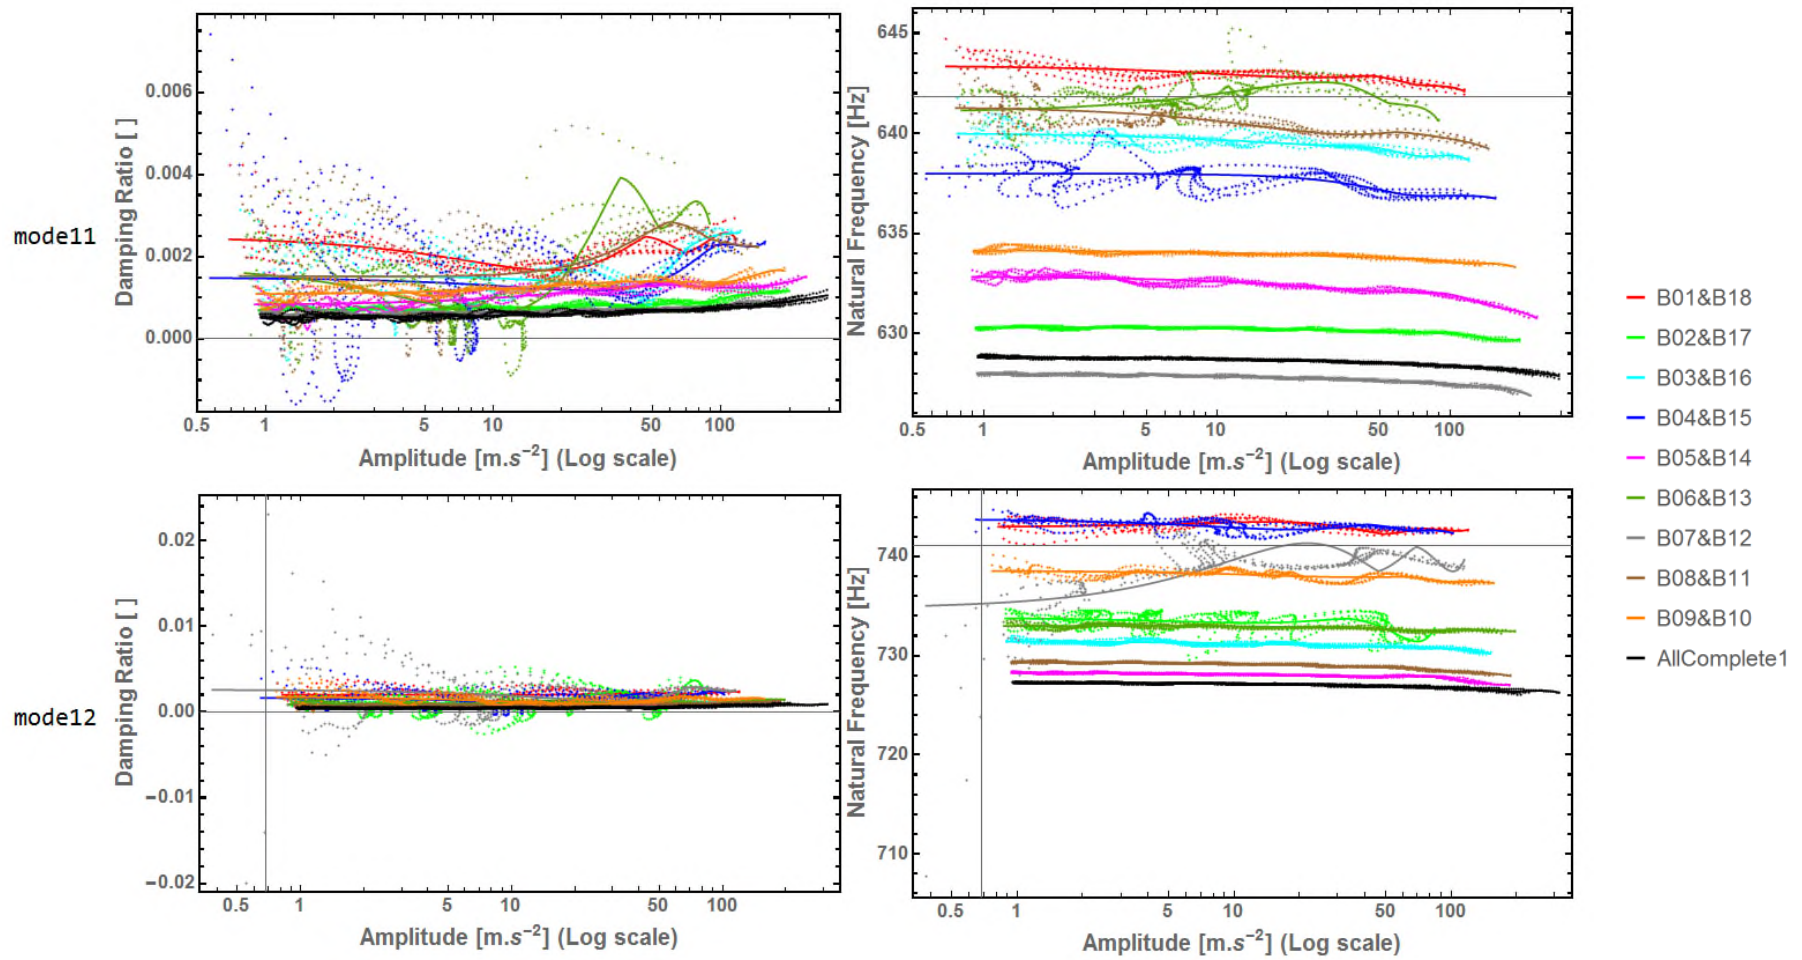 mode11
Damping Ratio [ ]
0.006
0.004
0.002
0.000
0.5 1 5 10 50 100
Amplitude [m.s⁻²] (Log scale)
Natural Frequency [Hz]
645
640
635
630
0.5 1 5 10 50 100
Amplitude [m.s⁻²] (Log scale)
mode12
Damping Ratio [ ]
0.02
0.01
0.00
−0.01
−0.02
0.5 1 5 10 50 100
Amplitude [m.s⁻²] (Log scale)
Natural Frequency [Hz]
740
730
720
710
0.5 1 5 10 50 100
Amplitude [m.s⁻²] (Log scale)
B01&B18
B02&B17
B03&B16
B04&B15
B05&B14
B06&B13
B07&B12
B08&B11
B09&B10
AllComplete1